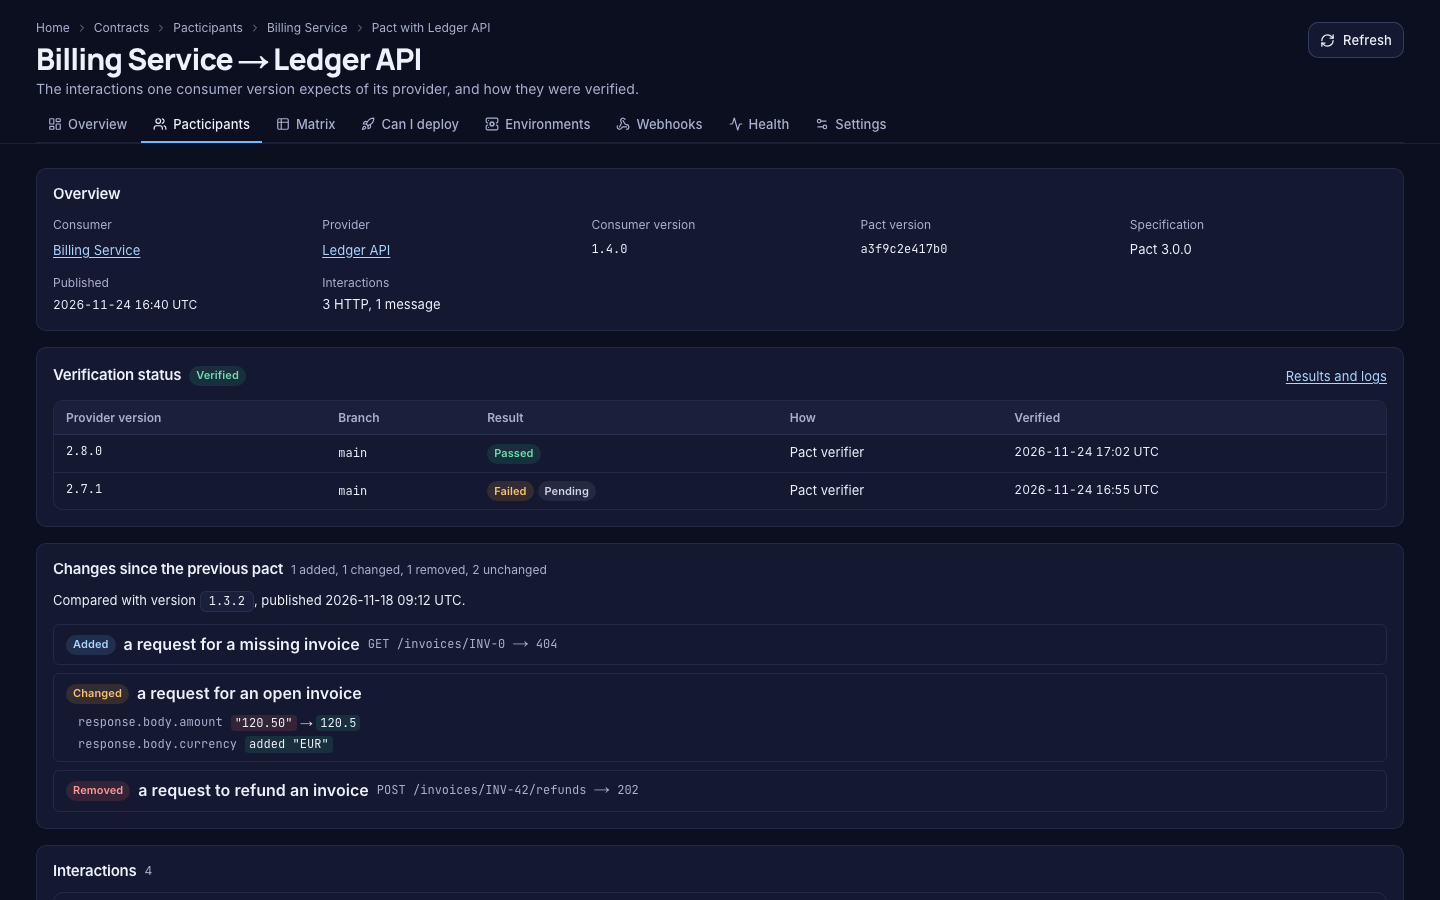 Home > Contracts > Pacticipants > Billing Service > Pact with Ledger API
Billing Service → Ledger API
Refresh
The interactions one consumer version expects of its provider, and how they were verified.
Overview Pacticipants Matrix Can I deploy Environments Webhooks Health Settings
Overview
Consumer Provider Consumer version Pact version Specification
Billing Service Ledger API 1.4.0 a3f9c2e417b0 Pact 3.0.0
Published Interactions
2026-11-24 16:40 UTC 3 HTTP, 1 message
Verification status Verified Results and logs
Provider version Branch Result How Verified
2.8.0 main Passed Pact verifier 2026-11-24 17:02 UTC
2.7.1 main Failed Pending Pact verifier 2026-11-24 16:55 UTC
Changes since the previous pact 1 added, 1 changed, 1 removed, 2 unchanged
Compared with version 1.3.2, published 2026-11-18 09:12 UTC.
Added a request for a missing invoice GET /invoices/INV-0 → 404
Changed a request for an open invoice
response.body.amount "120.50" → 120.5
response.body.currency added "EUR"
Removed a request to refund an invoice POST /invoices/INV-42/refunds → 202
Interactions 4